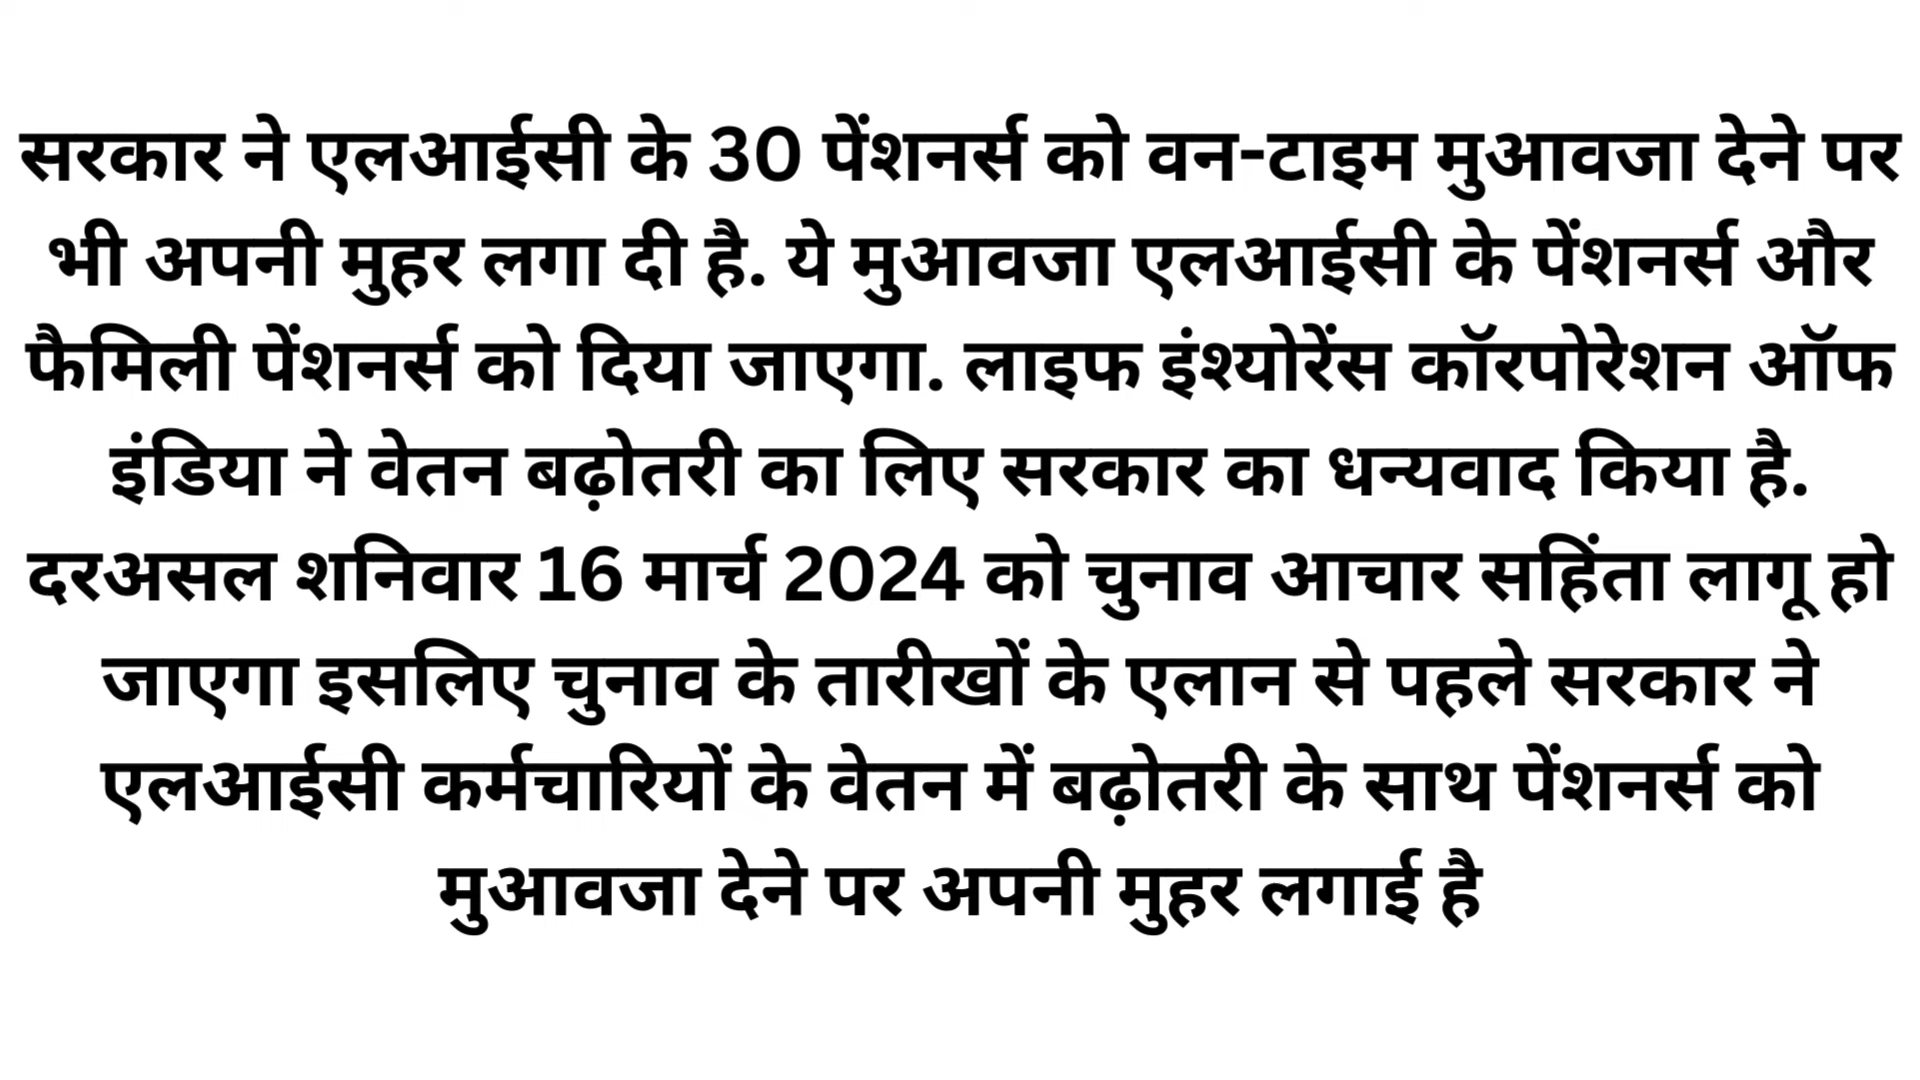 सरकार ने एलआईसी के 30 पेंशनर्स को वन-टाइम मुआवजा देने पर
भी अपनी मुहर लगा दी है. ये मुआवजा एलआईसी के पेंशनर्स और
फैमिली पेंशनर्स को दिया जाएगा. लाइफ इंश्योरेंस कॉरपोरेशन ऑफ
इंडिया ने वेतन बढ़ोतरी का लिए सरकार का धन्यवाद किया है.
दरअसल शनिवार 16 मार्च 2024 को चुनाव आचार सहिंता लागू हो
जाएगा इसलिए चुनाव के तारीखों के एलान से पहले सरकार ने
एलआईसी कर्मचारियों के वेतन में बढ़ोतरी के साथ पेंशनर्स को
मुआवजा देने पर अपनी मुहर लगाई है